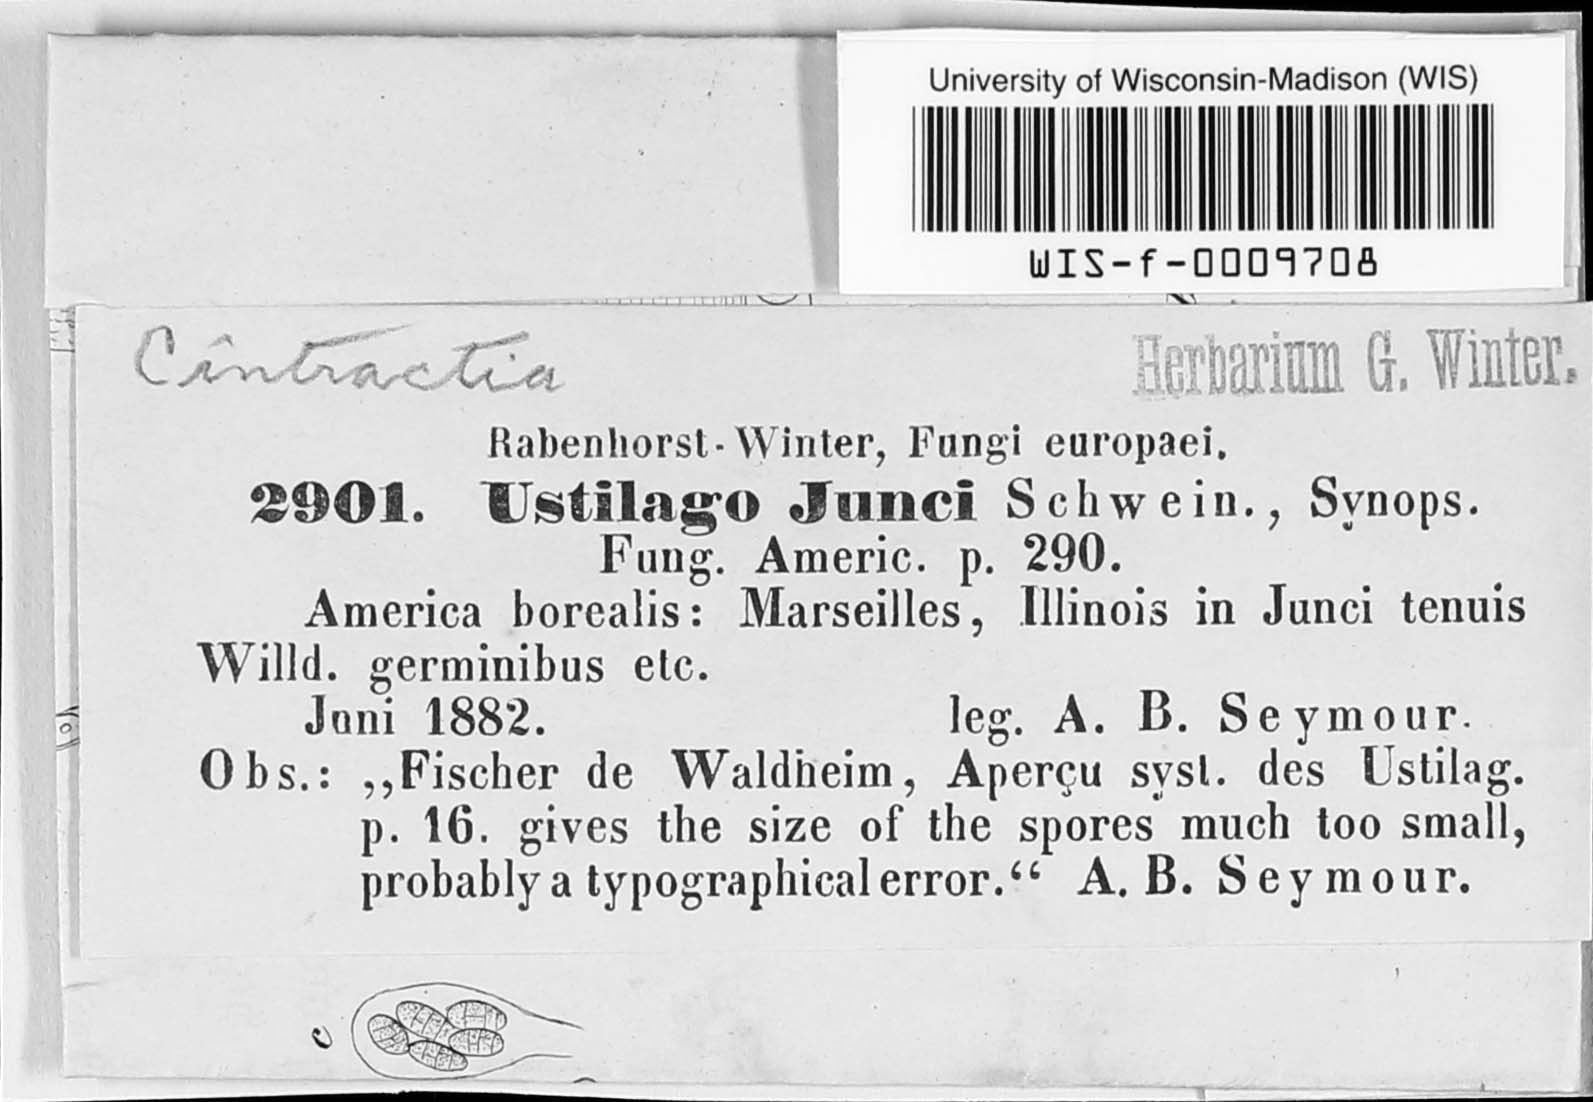 University of Wisconsin-Madison (WIS)
WIS-f-0009708
Cintractia
Herbarium G. Winter.
Rabenhorst-Winter, Fungi europaei.
2901. Ustilago Junci Schwein., Synops.
Fung. Americ. p. 290.
America borealis: Marseilles, Illinois in Junci tenuis
Willd. germinibus etc.
Juni 1882. leg. A. B. Seymour.
Obs.: „Fischer de Waldheim, Aperçu syst. des Ustilag.
p. 16. gives the size of the spores much too small,
probably a typographical error.“ A. B. Seymour.
c